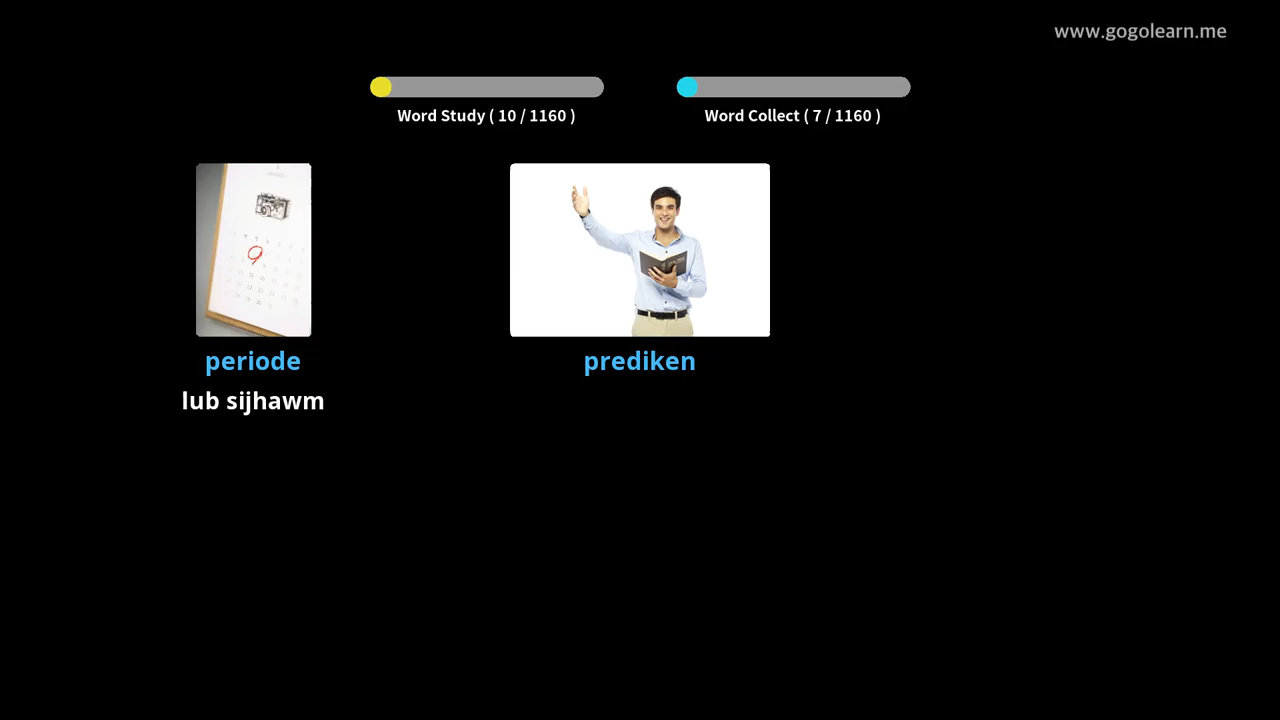 www.gogolearn.me
Word Study ( 10 / 1160 )
Word Collect ( 7 / 1160 )
periode
prediken
lub sijhawm